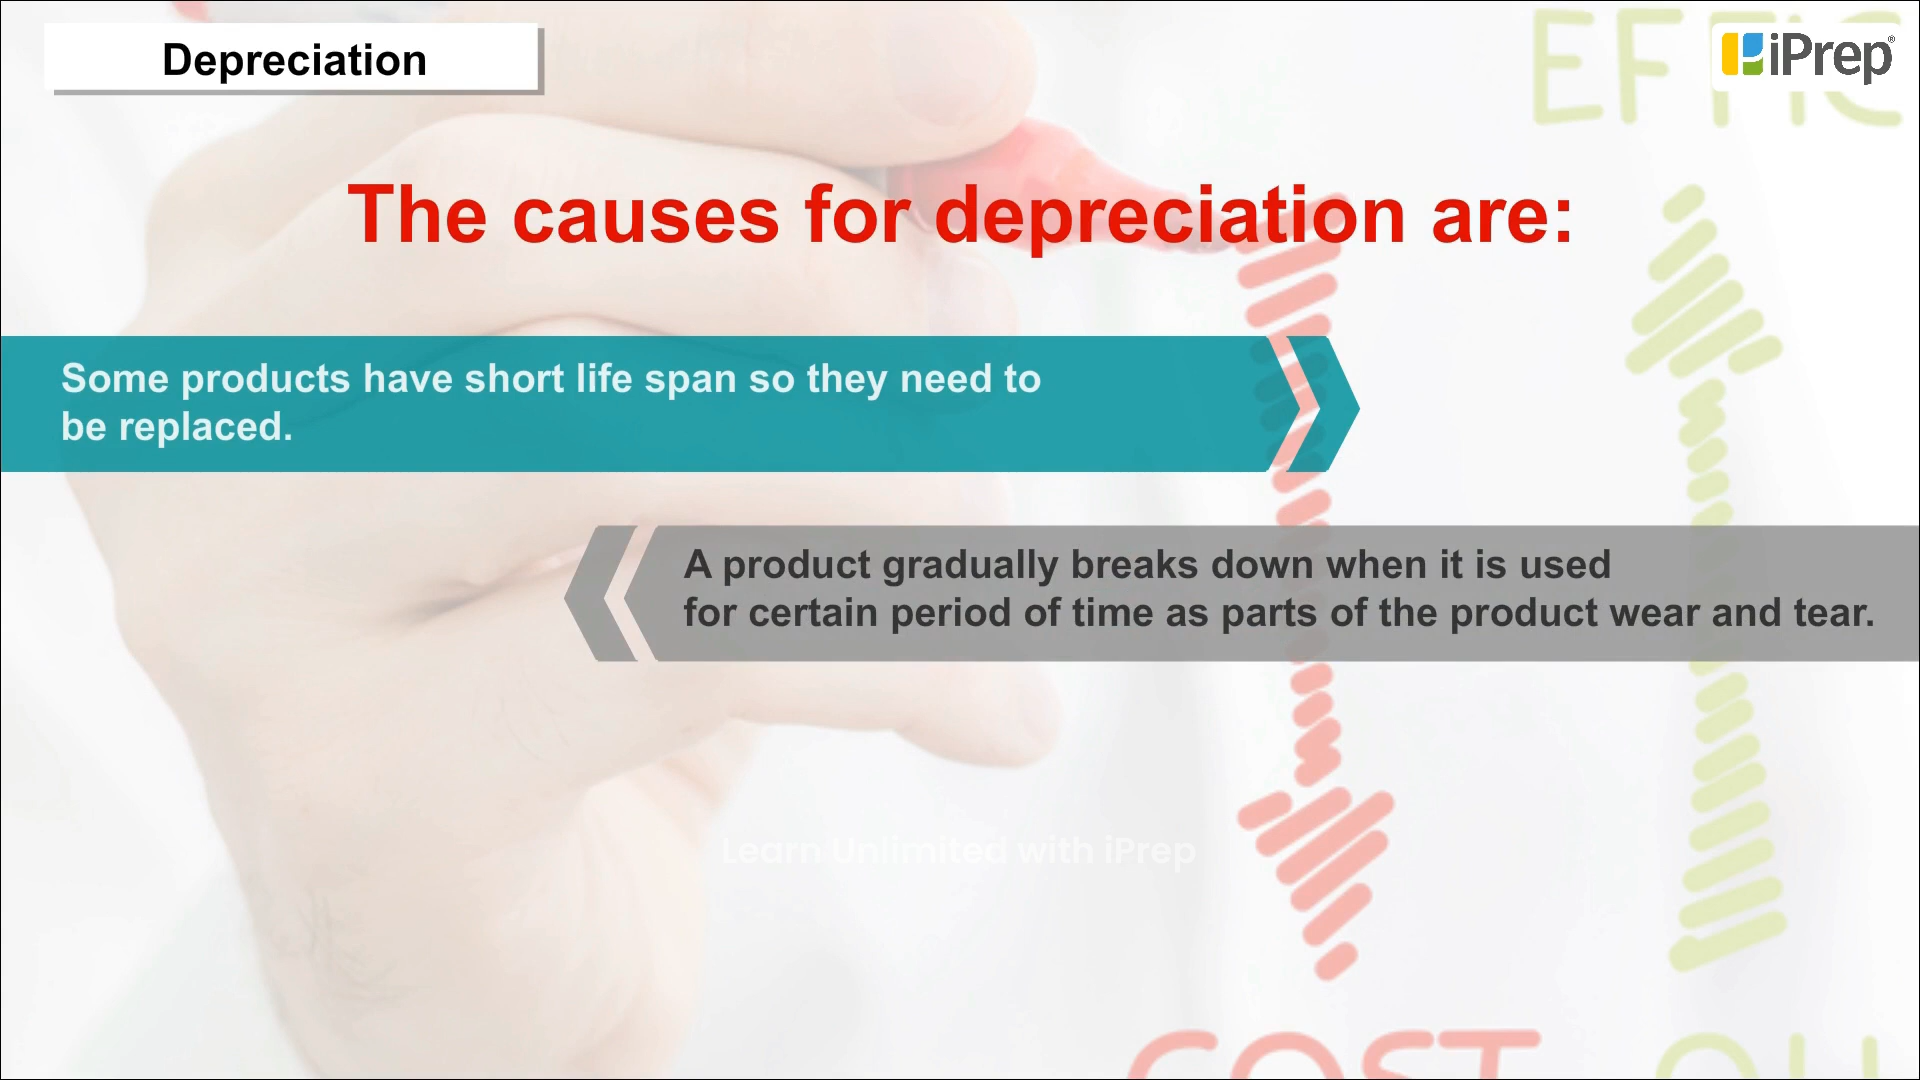 Depreciation
iPrep®
EFFIC
The causes for depreciation are:
Some products have short life span so they need to
be replaced.
A product gradually breaks down when it is used
for certain period of time as parts of the product wear and tear.
Learn Unlimited with iPrep
COST